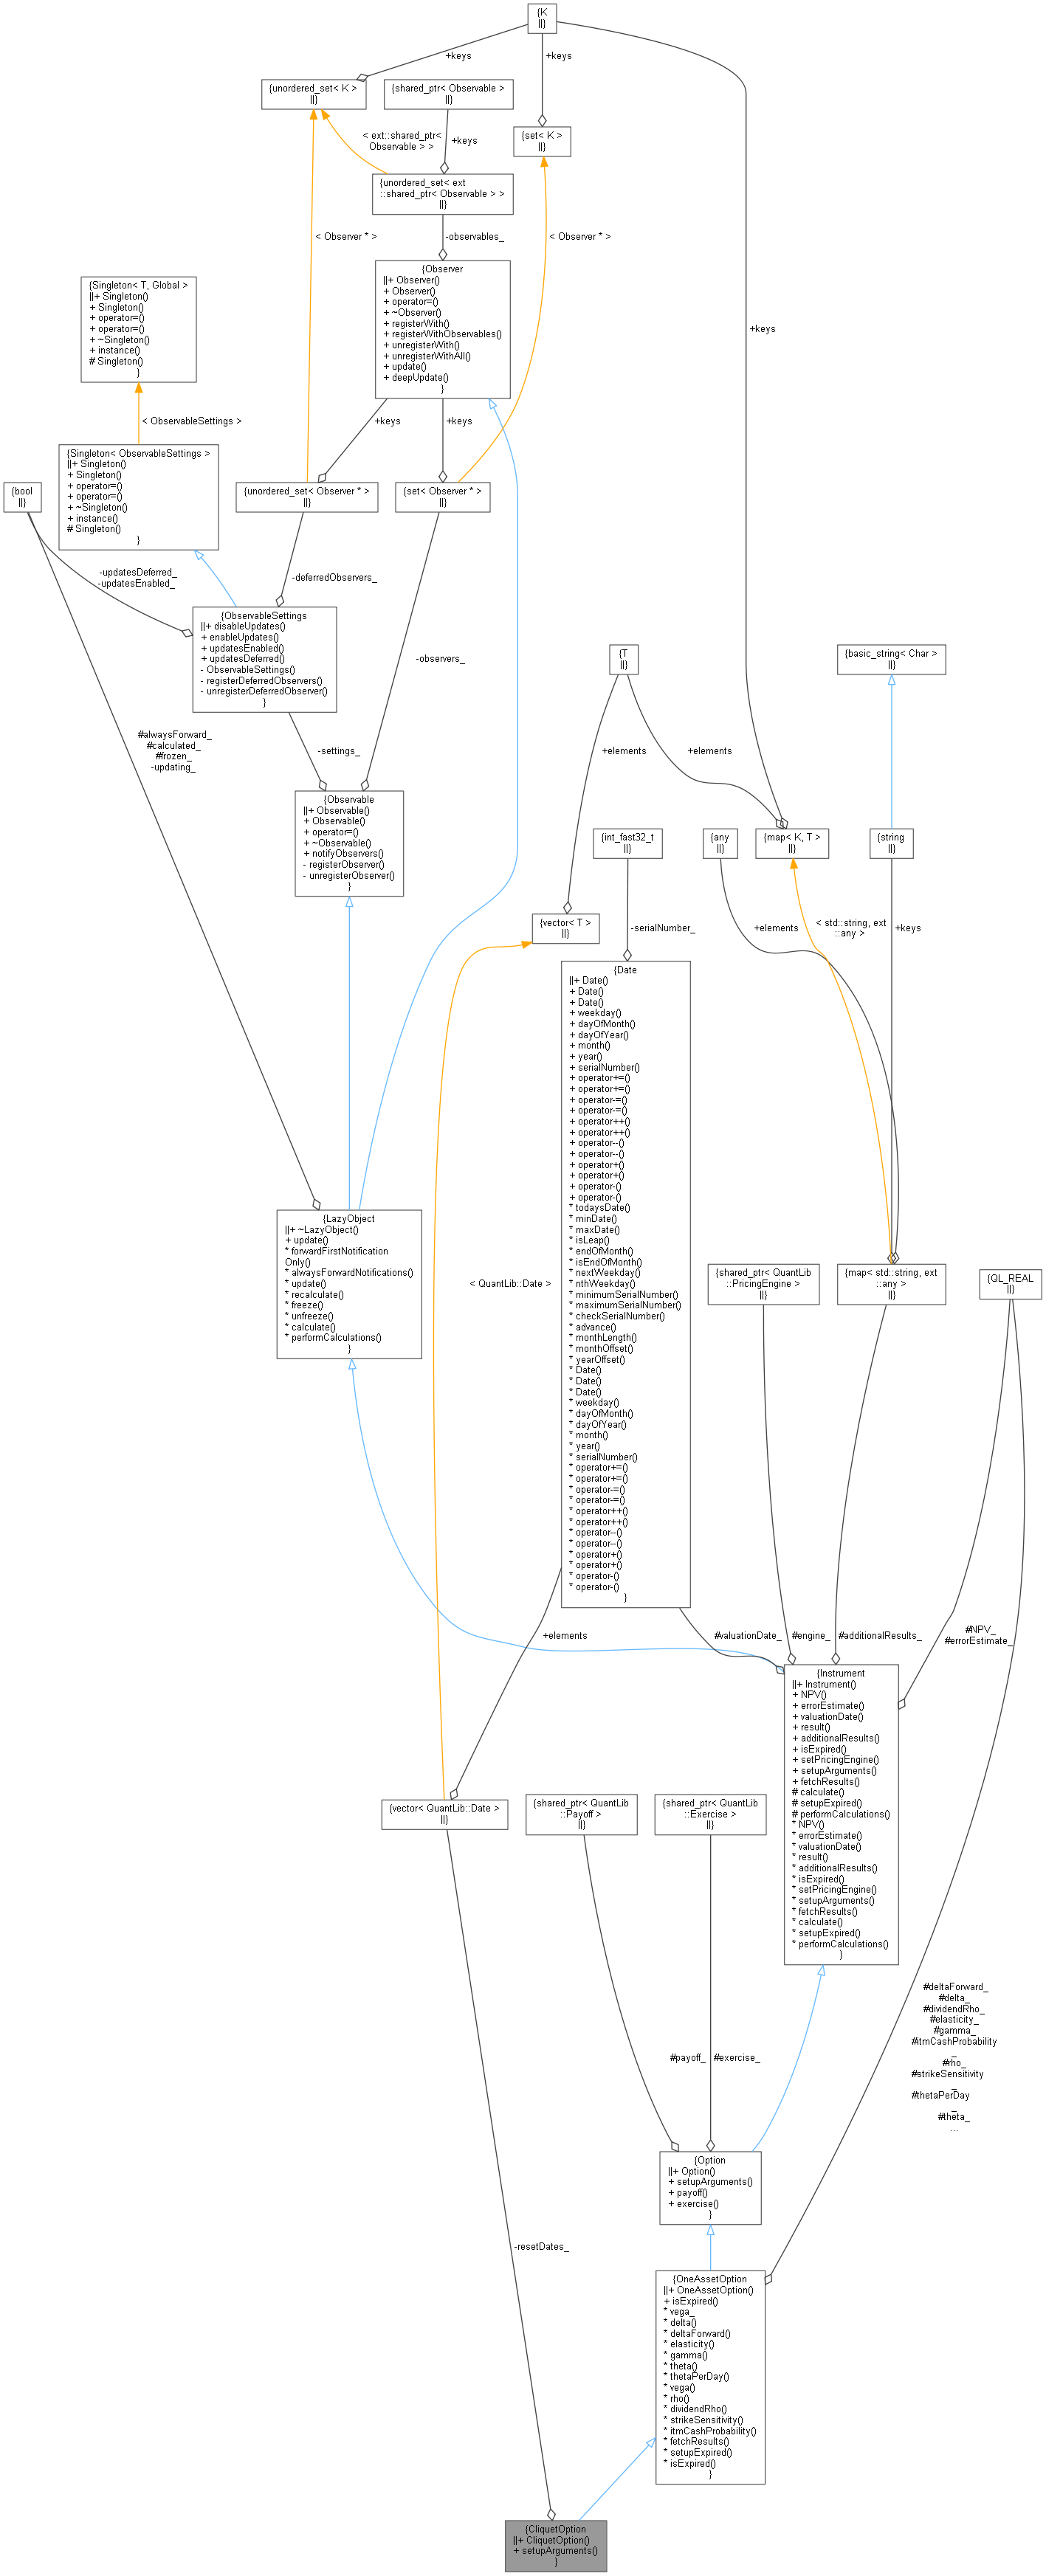 {K
||}
+keys
+keys
{unordered_set< K >
||}
{shared_ptr< Observable >
||}
< ext::shared_ptr<
Observable > >
+keys
{set< K >
||}
{unordered_set< ext
::shared_ptr< Observable > >
||}
< Observer * >
-observables_
< Observer * >
{Singleton< T, Global >
||+ Singleton()
+ Singleton()
+ operator=()
+ operator=()
+ ~Singleton()
+ instance()
# Singleton()
}
{Observer
||+ Observer()
+ Observer()
+ operator=()
+ ~Observer()
+ registerWith()
+ registerWithObservables()
+ unregisterWith()
+ unregisterWithAll()
+ update()
+ deepUpdate()
}
+keys
< ObservableSettings >
+keys
+keys
{Singleton< ObservableSettings >
||+ Singleton()
+ Singleton()
+ operator=()
+ operator=()
+ ~Singleton()
+ instance()
# Singleton()
}
{bool
||}
{unordered_set< Observer * >
||}
{set< Observer * >
||}
-updatesDeferred_
-updatesEnabled_
-deferredObservers_
{ObservableSettings
||+ disableUpdates()
+ enableUpdates()
+ updatesEnabled()
+ updatesDeferred()
- ObservableSettings()
- registerDeferredObservers()
- unregisterDeferredObserver()
}
-observers_
{T
||}
{basic_string< Char >
||}
#alwaysForward_
#calculated_
#frozen_
-updating_
-settings_
+elements
+elements
{Observable
||+ Observable()
+ Observable()
+ operator=()
+ ~Observable()
+ notifyObservers()
- registerObserver()
- unregisterObserver()
}
{int_fast32_t
||}
{any
||}
{map< K, T >
||}
{string
||}
{vector< T >
||}
-serialNumber_
+elements
< std::string, ext
::any >
+keys
{Date
||+ Date()
+ Date()
+ Date()
+ weekday()
+ dayOfMonth()
+ dayOfYear()
+ month()
+ year()
+ serialNumber()
+ operator+=()
+ operator+=()
+ operator-=()
+ operator-=()
+ operator++()
+ operator++()
+ operator--()
+ operator--()
+ operator+()
+ operator+()
+ operator-()
+ operator-()
* todaysDate()
* minDate()
* maxDate()
* isLeap()
* endOfMonth()
* isEndOfMonth()
* nextWeekday()
* nthWeekday()
* minimumSerialNumber()
* maximumSerialNumber()
* checkSerialNumber()
* advance()
* monthLength()
* monthOffset()
* yearOffset()
* Date()
* Date()
* Date()
* weekday()
* dayOfMonth()
* dayOfYear()
* month()
* year()
* serialNumber()
* operator+=()
* operator+=()
* operator-=()
* operator-=()
* operator++()
* operator++()
* operator--()
* operator--()
* operator+()
* operator+()
* operator-()
* operator-()
}
{LazyObject
||+ ~LazyObject()
+ update()
* forwardFirstNotification
Only()
* alwaysForwardNotifications()
* update()
* recalculate()
* freeze()
* unfreeze()
* calculate()
* performCalculations()
}
< QuantLib::Date >
{shared_ptr< QuantLib
::PricingEngine >
||}
{map< std::string, ext
::any >
||}
{QL_REAL
||}
+elements
#valuationDate_
#engine_
#additionalResults_
#NPV_
#errorEstimate_
{Instrument
||+ Instrument()
+ NPV()
+ errorEstimate()
+ valuationDate()
+ result()
+ additionalResults()
+ isExpired()
+ setPricingEngine()
+ setupArguments()
+ fetchResults()
# calculate()
# setupExpired()
# performCalculations()
* NPV()
* errorEstimate()
* valuationDate()
* result()
* additionalResults()
* isExpired()
* setPricingEngine()
* setupArguments()
* fetchResults()
* calculate()
* setupExpired()
* performCalculations()
}
{vector< QuantLib::Date >
||}
{shared_ptr< QuantLib
::Payoff >
||}
{shared_ptr< QuantLib
::Exercise >
||}
#payoff_
#exercise_
#deltaForward_
#delta_
#dividendRho_
#elasticity_
#gamma_
#itmCashProbability
_
#rho_
#strikeSensitivity
_
#thetaPerDay
_
#theta_
...
{Option
||+ Option()
+ setupArguments()
+ payoff()
+ exercise()
}
-resetDates_
{OneAssetOption
||+ OneAssetOption()
+ isExpired()
* vega_
* delta()
* deltaForward()
* elasticity()
* gamma()
* theta()
* thetaPerDay()
* vega()
* rho()
* dividendRho()
* strikeSensitivity()
* itmCashProbability()
* fetchResults()
* setupExpired()
* isExpired()
}
{CliquetOption
||+ CliquetOption()
+ setupArguments()
}